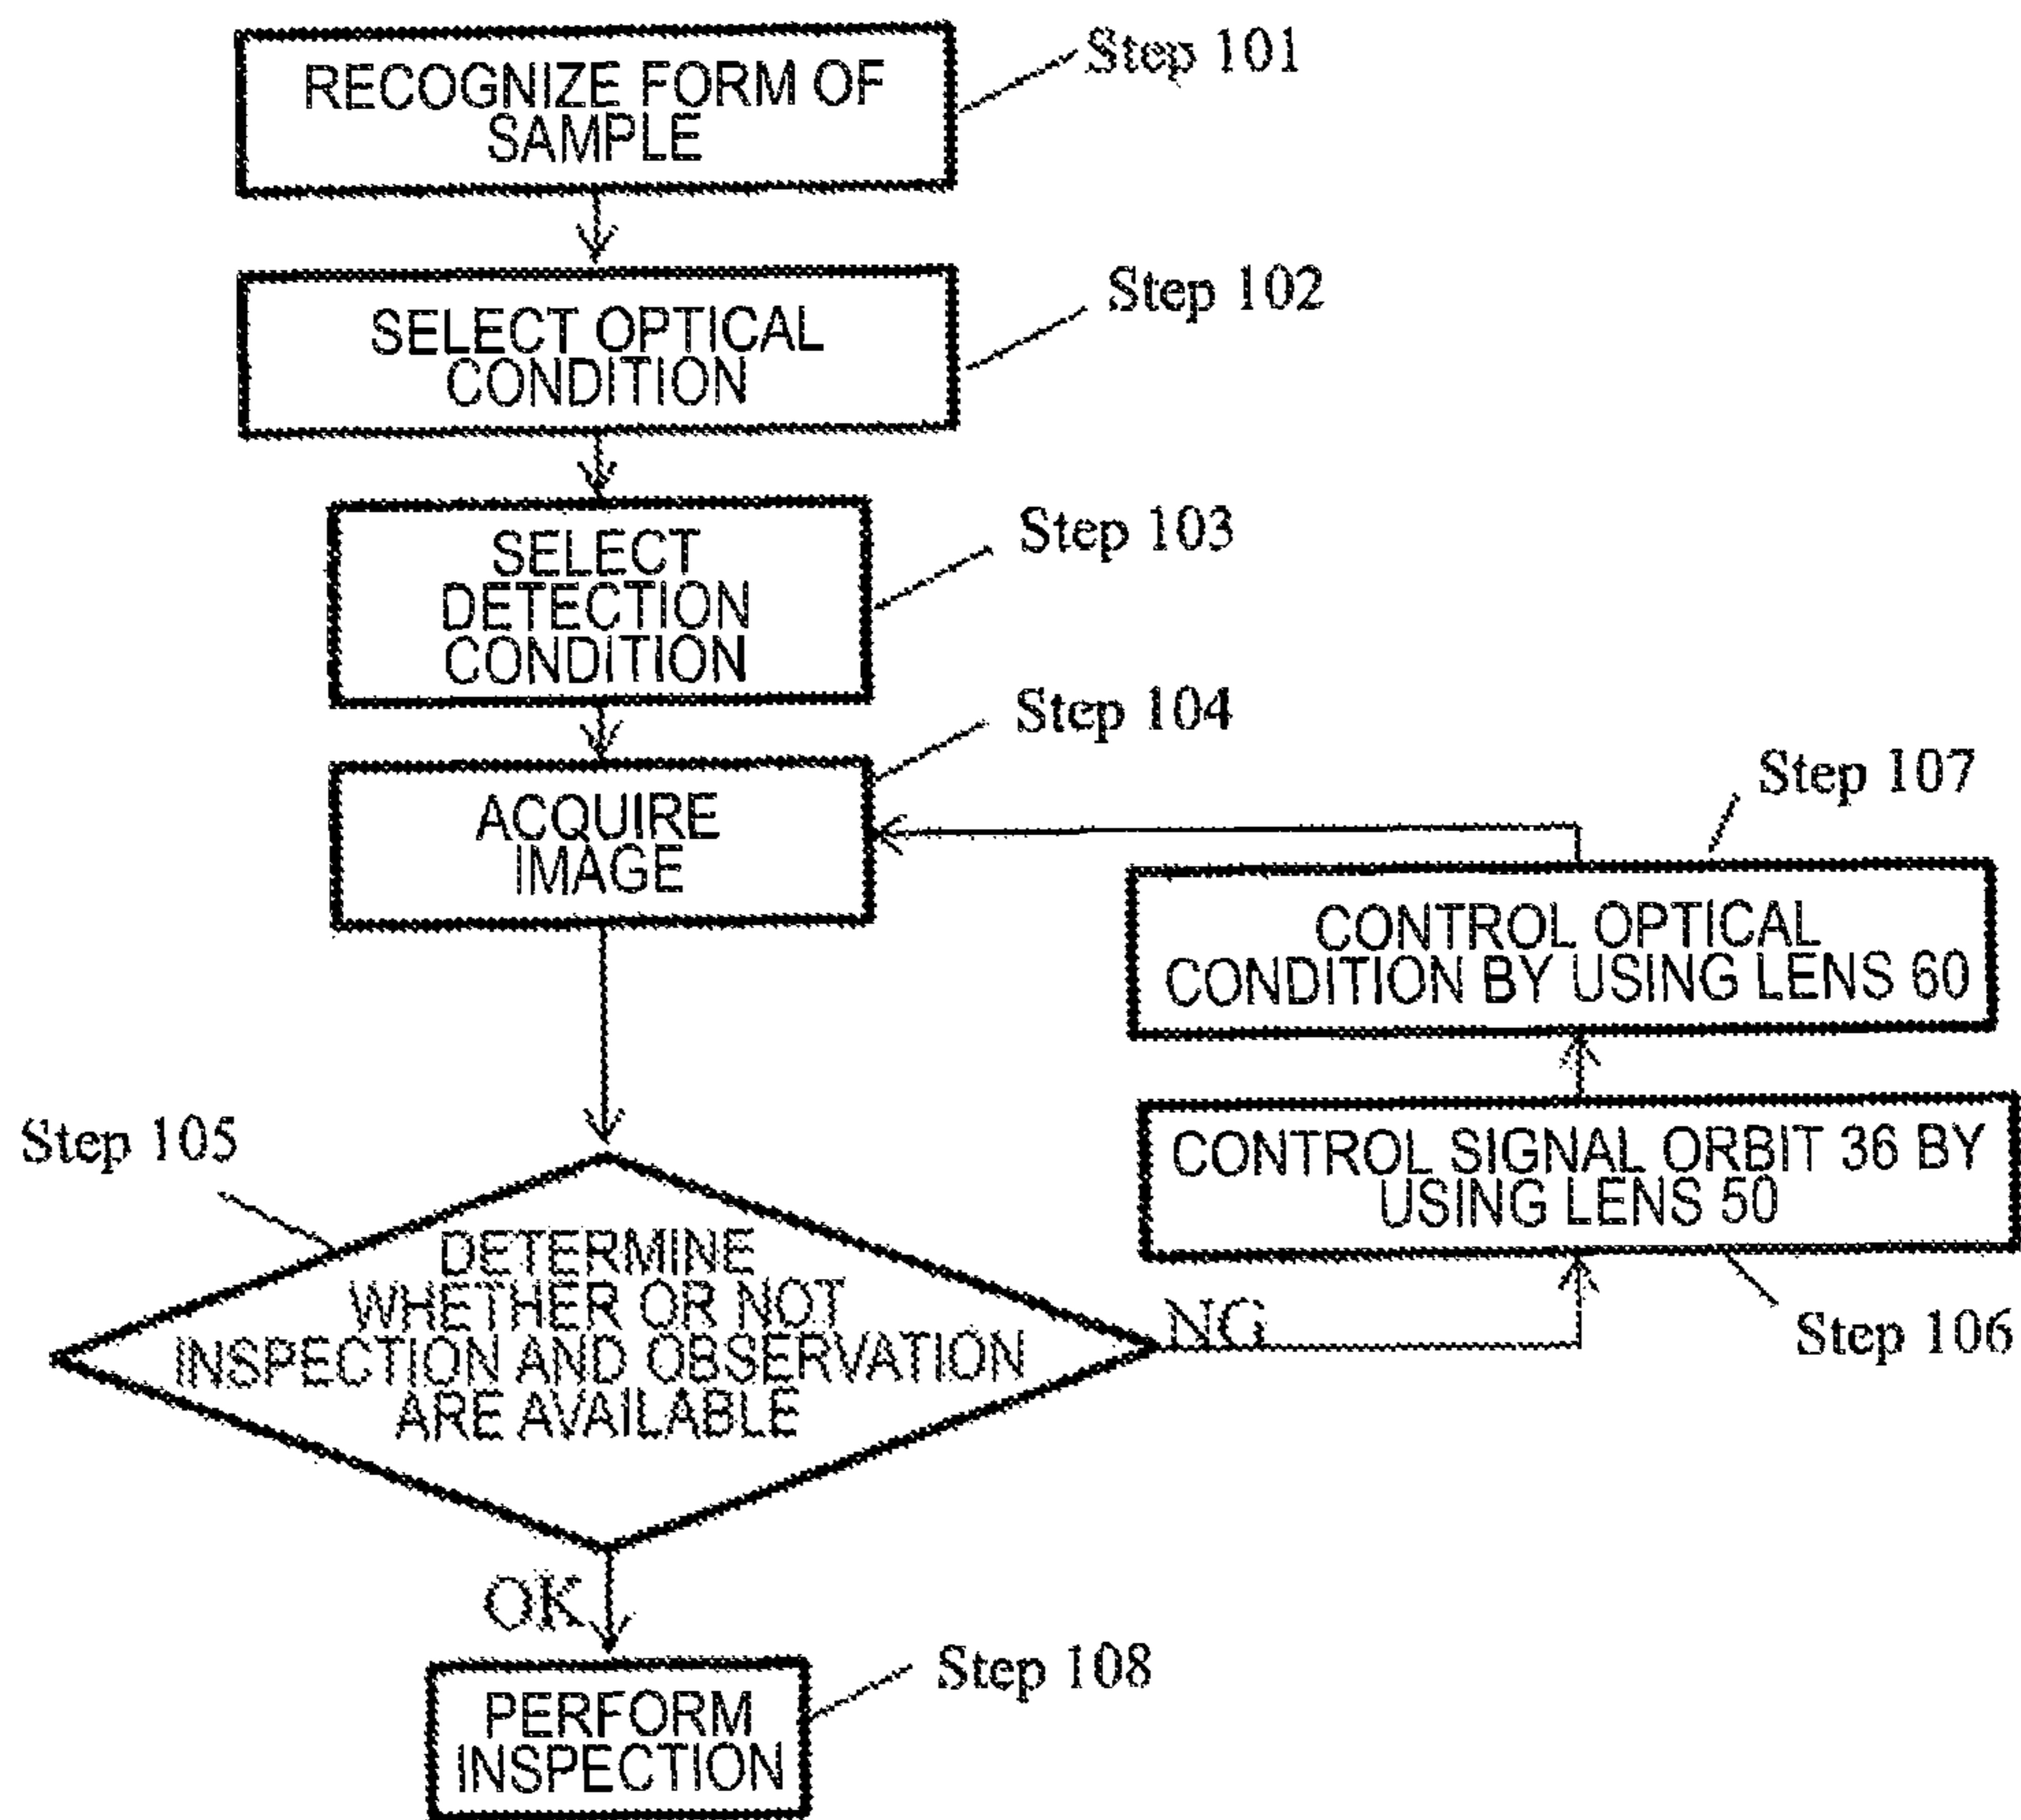 RECOGNIZE FORM OF
SAMPLE
Step 101
SELECT OPTICAL
CONDITION
Step 102
SELECT
DETECTION
CONDITION
Step 103
ACQUIRE
IMAGE
Step 104
Step 105
DETERMINE
WHETHER OR NOT
INSPECTION AND OBSERVATION
ARE AVAILABLE
NG
CONTROL SIGNAL ORBIT 36 BY
USING LENS 50
Step 106
CONTROL OPTICAL
CONDITION BY USING LENS 60
Step 107
OK
PERFORM
INSPECTION
Step 108